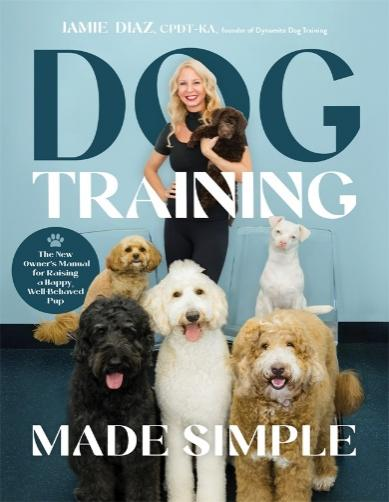 JAMIE DIAZ, CPDT-KA, founder of Dynamite Dog Training
DOG
TRAINING
The New
Owner's Manual
for Raising
a Happy,
Well-Behaved
Pup
MADE SIMPLE